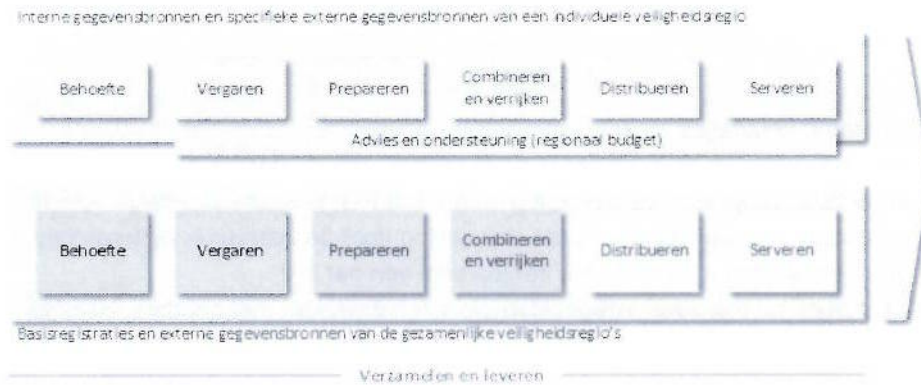 Interne gegevensbronnen en specifieke externe gegevensbronnen van een individuele veiligheidsregio
Behoefte
Vergaren
Prepareren
Combineren
en verrijken
Distribueren
Serveren
Advies en ondersteuning (regionaal budget)
Behoefte
Vergaren
Prepareren
Combineren
en verrijken
Distribueren
Serveren
Basisregistraties en externe gegevensbronnen van de gezamenlijke veiligheidsregio's
Verzamelen en leveren